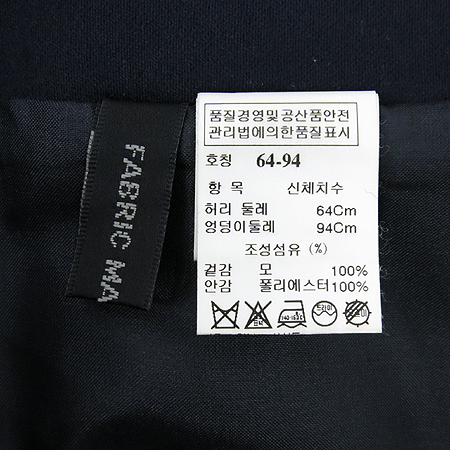 FABRIC MA
품질경영및공산품안전
관리법에의한품질표시
호칭 64-94
항 목 신체치수
허리 둘레 64Cm
엉덩이둘레 94Cm
조성섬유 (%)
겉감 모 100%
안감 폴리에스터 100%